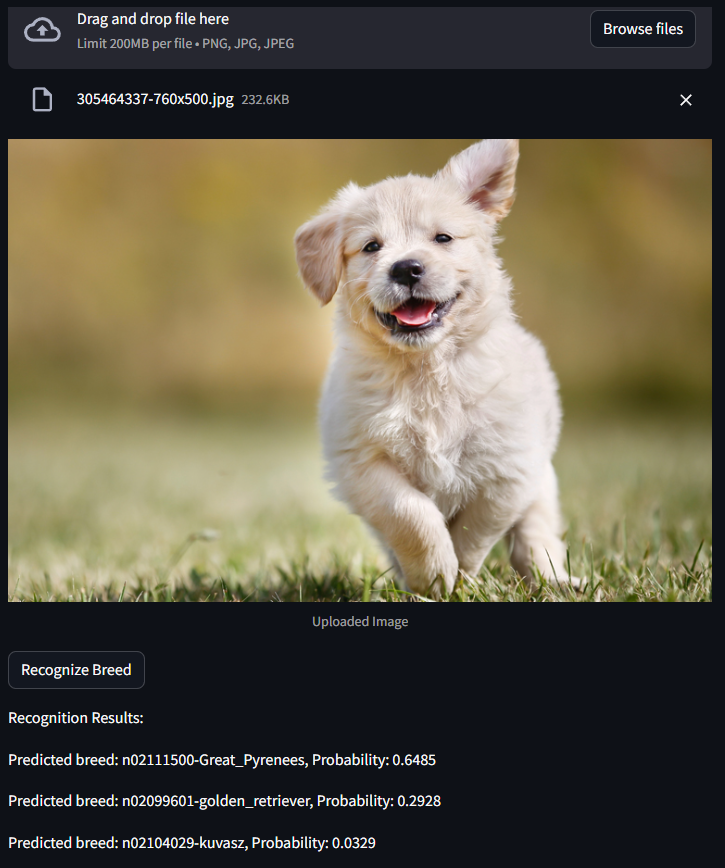 Drag and drop file here
Limit 200MB per file • PNG, JPG, JPEG
Browse files
305464337-760x500.jpg 232.6KB
Uploaded Image
Recognize Breed
Recognition Results:
Predicted breed: n02111500-Great_Pyrenees, Probability: 0.6485
Predicted breed: n02099601-golden_retriever, Probability: 0.2928
Predicted breed: n02104029-kuvasz, Probability: 0.0329